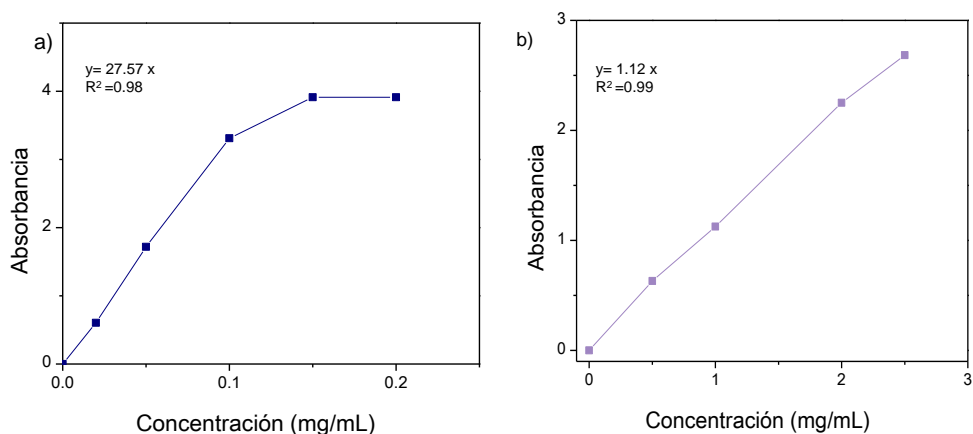 a)
y= 27.57 x
R² =0.98
Absorbancia
4
2
0
0.0
0.1
0.2
Concentración (mg/mL)
b)
y= 1.12 x
R² =0.99
Absorbancia
3
2
1
0
0
1
2
3
Concentración (mg/mL)